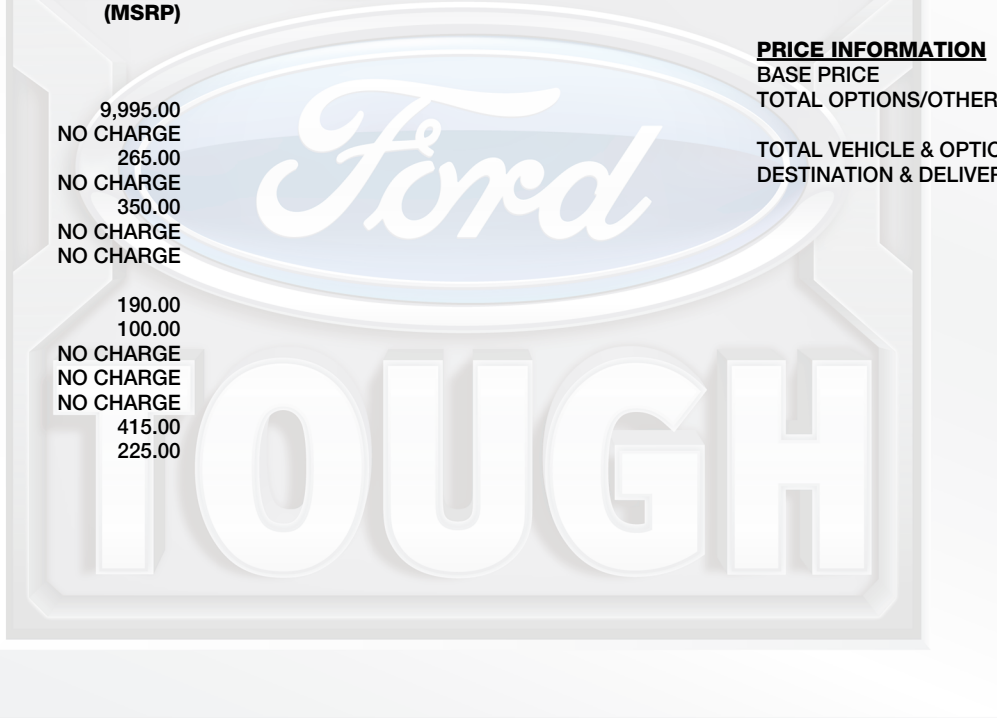 (MSRP)
9,995.00
NO CHARGE
265.00
NO CHARGE
350.00
NO CHARGE
NO CHARGE
190.00
100.00
NO CHARGE
NO CHARGE
NO CHARGE
415.00
225.00
PRICE INFORMATION
BASE PRICE
TOTAL OPTIONS/OTHER
TOTAL VEHICLE & OPTIO
DESTINATION & DELIVER
Ford
TOUGH